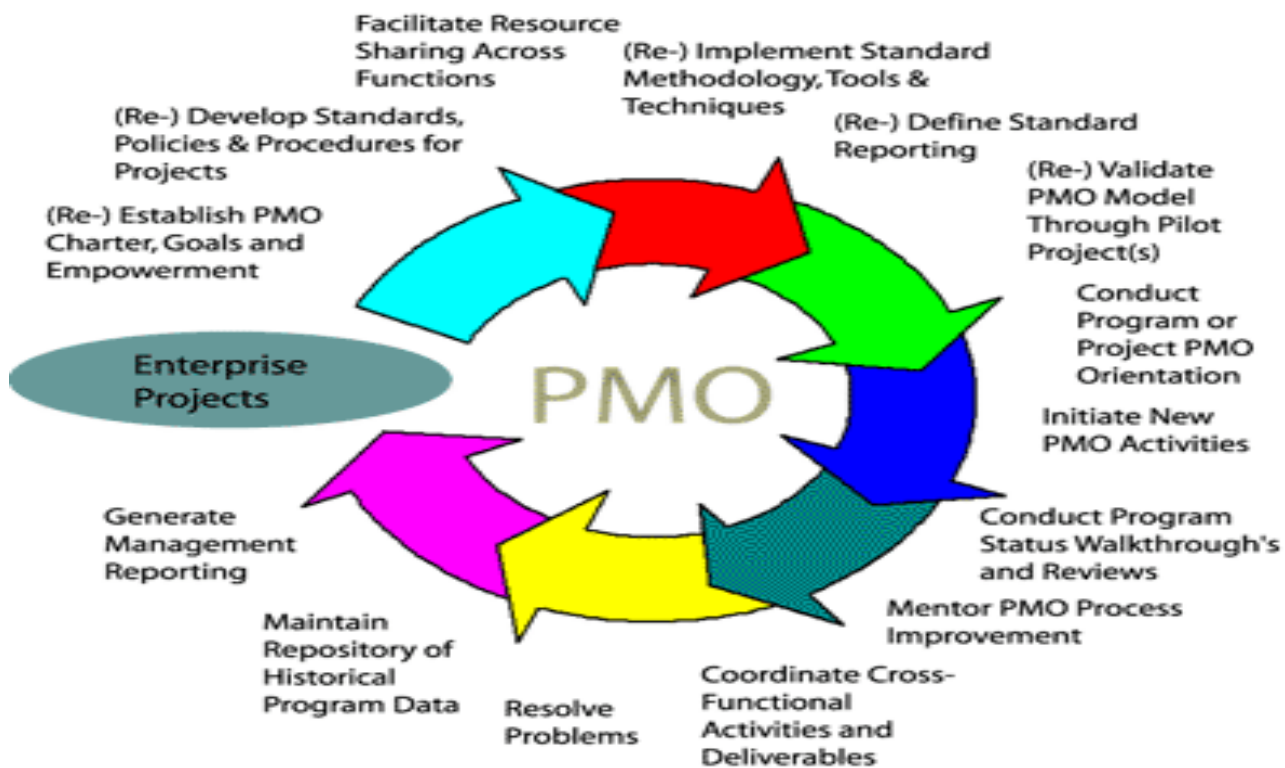 Facilitate Resource
Sharing Across
Functions
(Re-) Implement Standard
Methodology, Tools &
Techniques
(Re-) Develop Standards,
Policies & Procedures for
Projects
(Re-) Define Standard
Reporting
(Re-) Validate
PMO Model
Through Pilot
Project(s)
(Re-) Establish PMO
Charter, Goals and
Empowerment
Conduct
Program or
Project PMO
Orientation
Enterprise
Projects
PMO
Initiate New
PMO Activities
Generate
Management
Reporting
Conduct Program
Status Walkthrough's
and Reviews
Mentor PMO Process
Improvement
Maintain
Repository of
Historical
Program Data
Resolve
Problems
Coordinate Cross-
Functional
Activities and
Deliverables